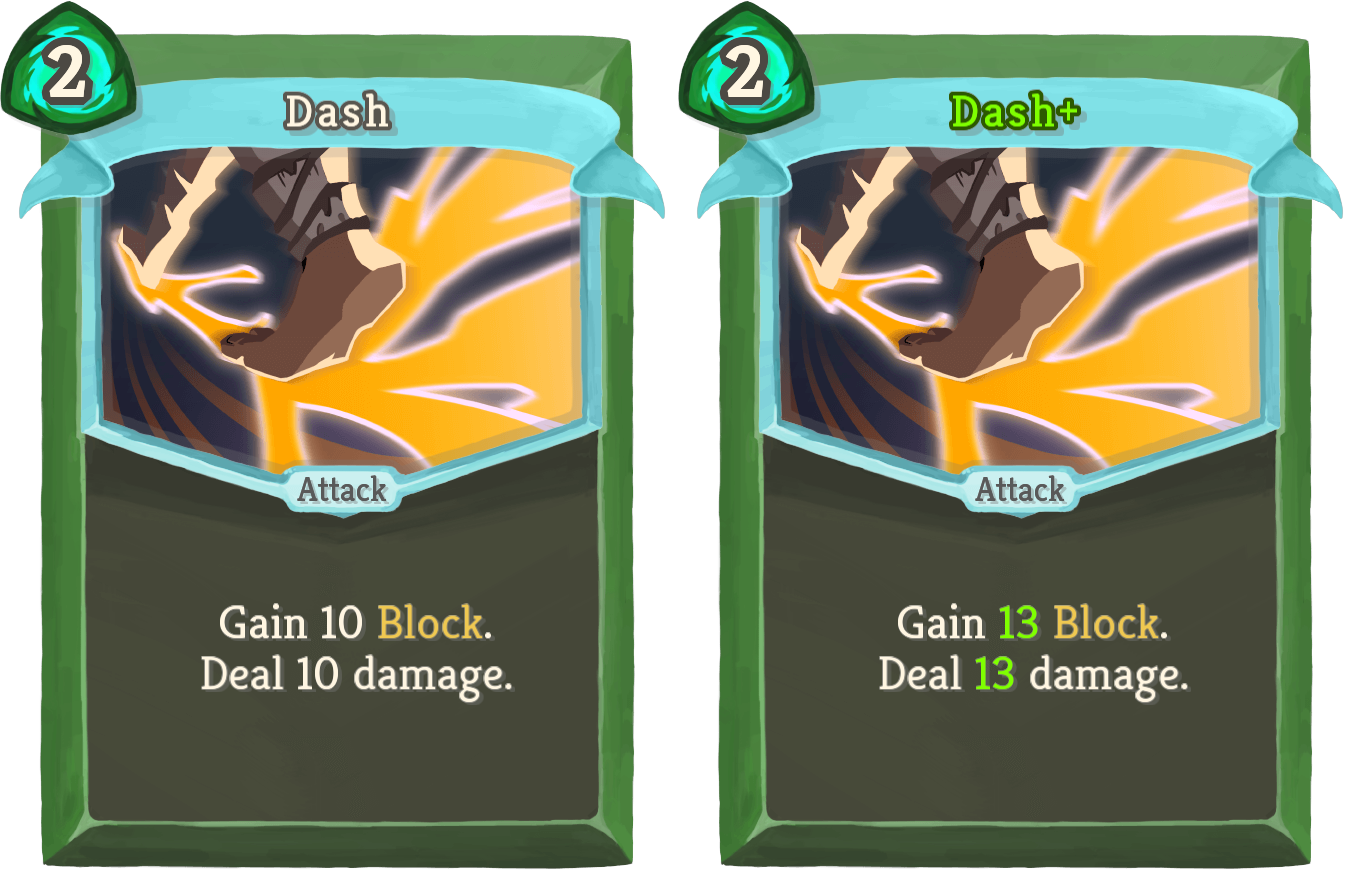 2
Dash
Attack
Gain 10 Block.
Deal 10 damage.
2
Dash+
Attack
Gain 13 Block.
Deal 13 damage.